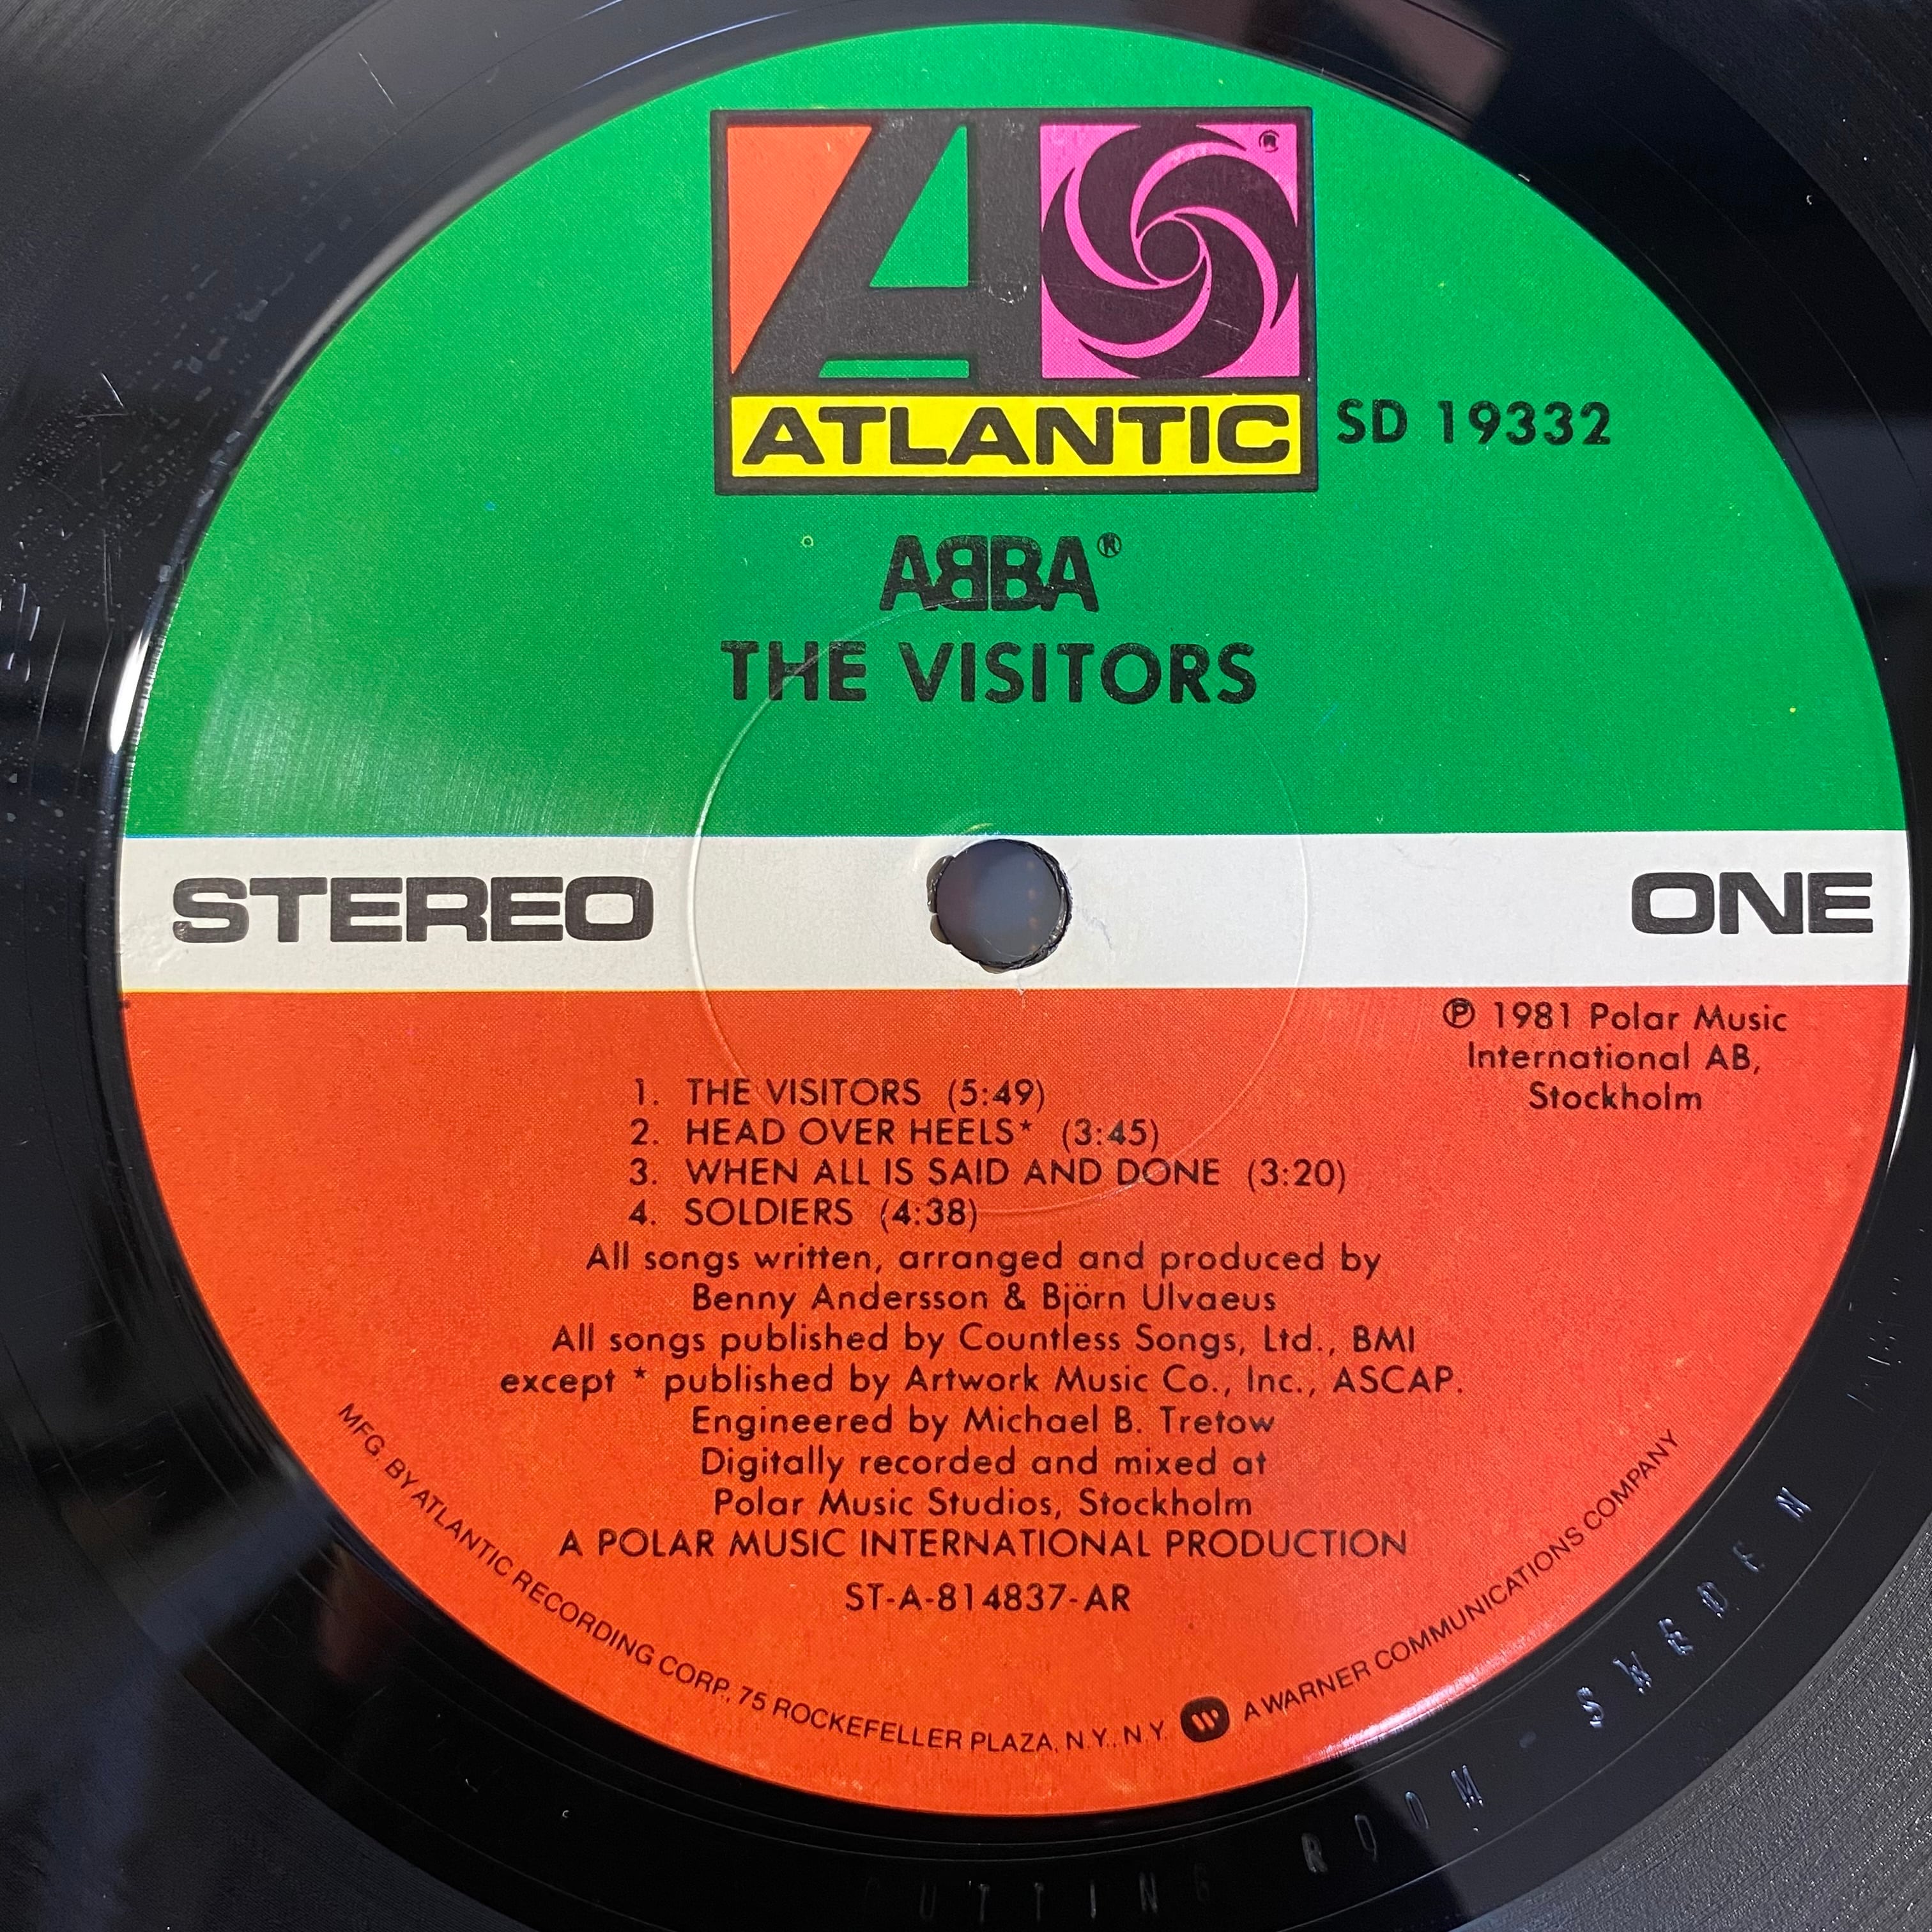 ATLANTIC
SD 19332
ABBA®
THE VISITORS
STEREO
ONE
℗ 1981 Polar Music
International AB,
Stockholm
1. THE VISITORS (5:49)
2. HEAD OVER HEELS* (3:45)
3. WHEN ALL IS SAID AND DONE (3:20)
4. SOLDIERS (4:38)
All songs written, arranged and produced by
Benny Andersson & Björn Ulvaeus
All songs published by Countless Songs, Ltd., BMI
except * published by Artwork Music Co., Inc., ASCAP.
Engineered by Michael B. Tretow
Digitally recorded and mixed at
Polar Music Studios, Stockholm
A POLAR MUSIC INTERNATIONAL PRODUCTION
ST-A-814837-AR
MFG. BY ATLANTIC RECORDING CORP., 75 ROCKEFELLER PLAZA, N.Y., N.Y. A WARNER COMMUNICATIONS COMPANY
CUTTING ROOM - SWEDEN